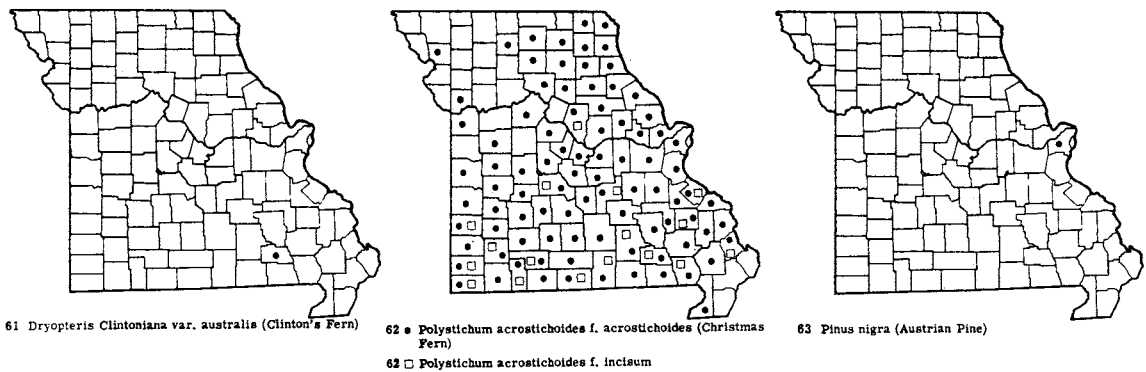 61 Dryopteris Clintoniana var. australis (Clinton's Fern)
62 ● Polystichum acrostichoides f. acrostichoides (Christmas
Fern)
62 □ Polystichum acrostichoides f. incisum
63 Pinus nigra (Austrian Pine)